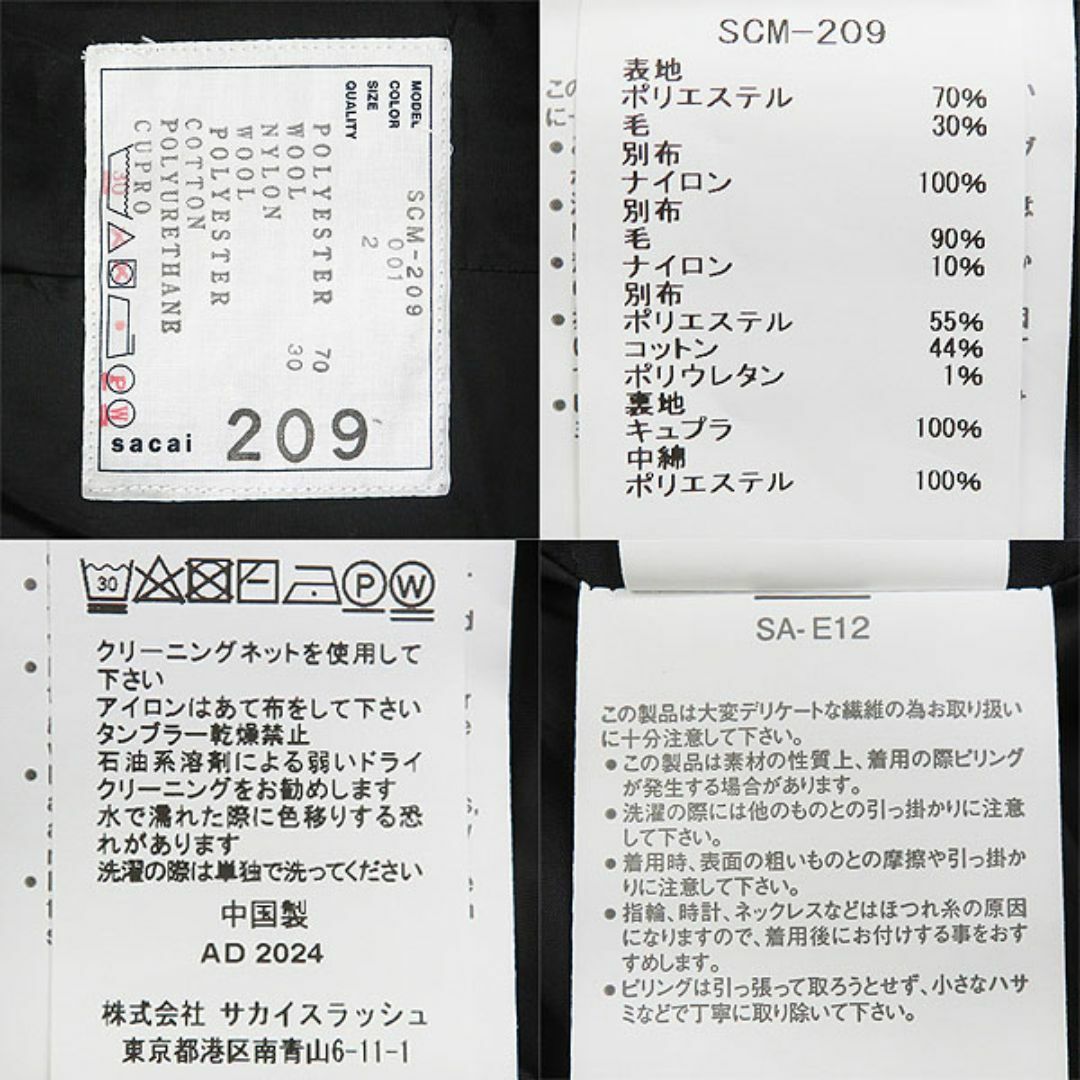 MODEL SCM-209
COLOR 001
SIZE 2
QUALITY
POLYESTER 70
WOOL 30
NYLON
WOOL
POLYESTER
COTTON
POLYURETHANE
CUPRO
30
P
W
sacai 209
SCM-209
表地
ポリエステル 70%
毛 30%
別布
ナイロン 100%
別布
毛 90%
ナイロン 10%
別布
ポリエステル 55%
コットン 44%
ポリウレタン 1%
裏地
キュプラ 100%
中綿
ポリエステル 100%
30 P W
クリーニングネットを使用して
下さい
アイロンはあて布をして下さい
タンブラー乾燥禁止
石油系溶剤による弱いドライ
クリーニングをお勧めします
水で濡れた際に色移りする恐
れがあります
洗濯の際は単独で洗ってください
中国製
AD 2024
株式会社 サカイスラッシュ
東京都港区南青山6-11-1
SA-E12
この製品は大変デリケートな繊維の為お取り扱い
に十分注意して下さい。
●この製品は素材の性質上、着用の際ピリング
が発生する場合があります。
●洗濯の際には他のものとの引っ掛かりに注意
して下さい。
●着用時、表面の粗いものとの摩擦や引っ掛か
りに注意して下さい。
●指輪、時計、ネックレスなどはほつれ糸の原因
になりますので、着用後にお付けする事をおす
すめします。
●ピリングは引っ張って取ろうとせず、小さなハサ
ミなどで丁寧に取り除いて下さい。